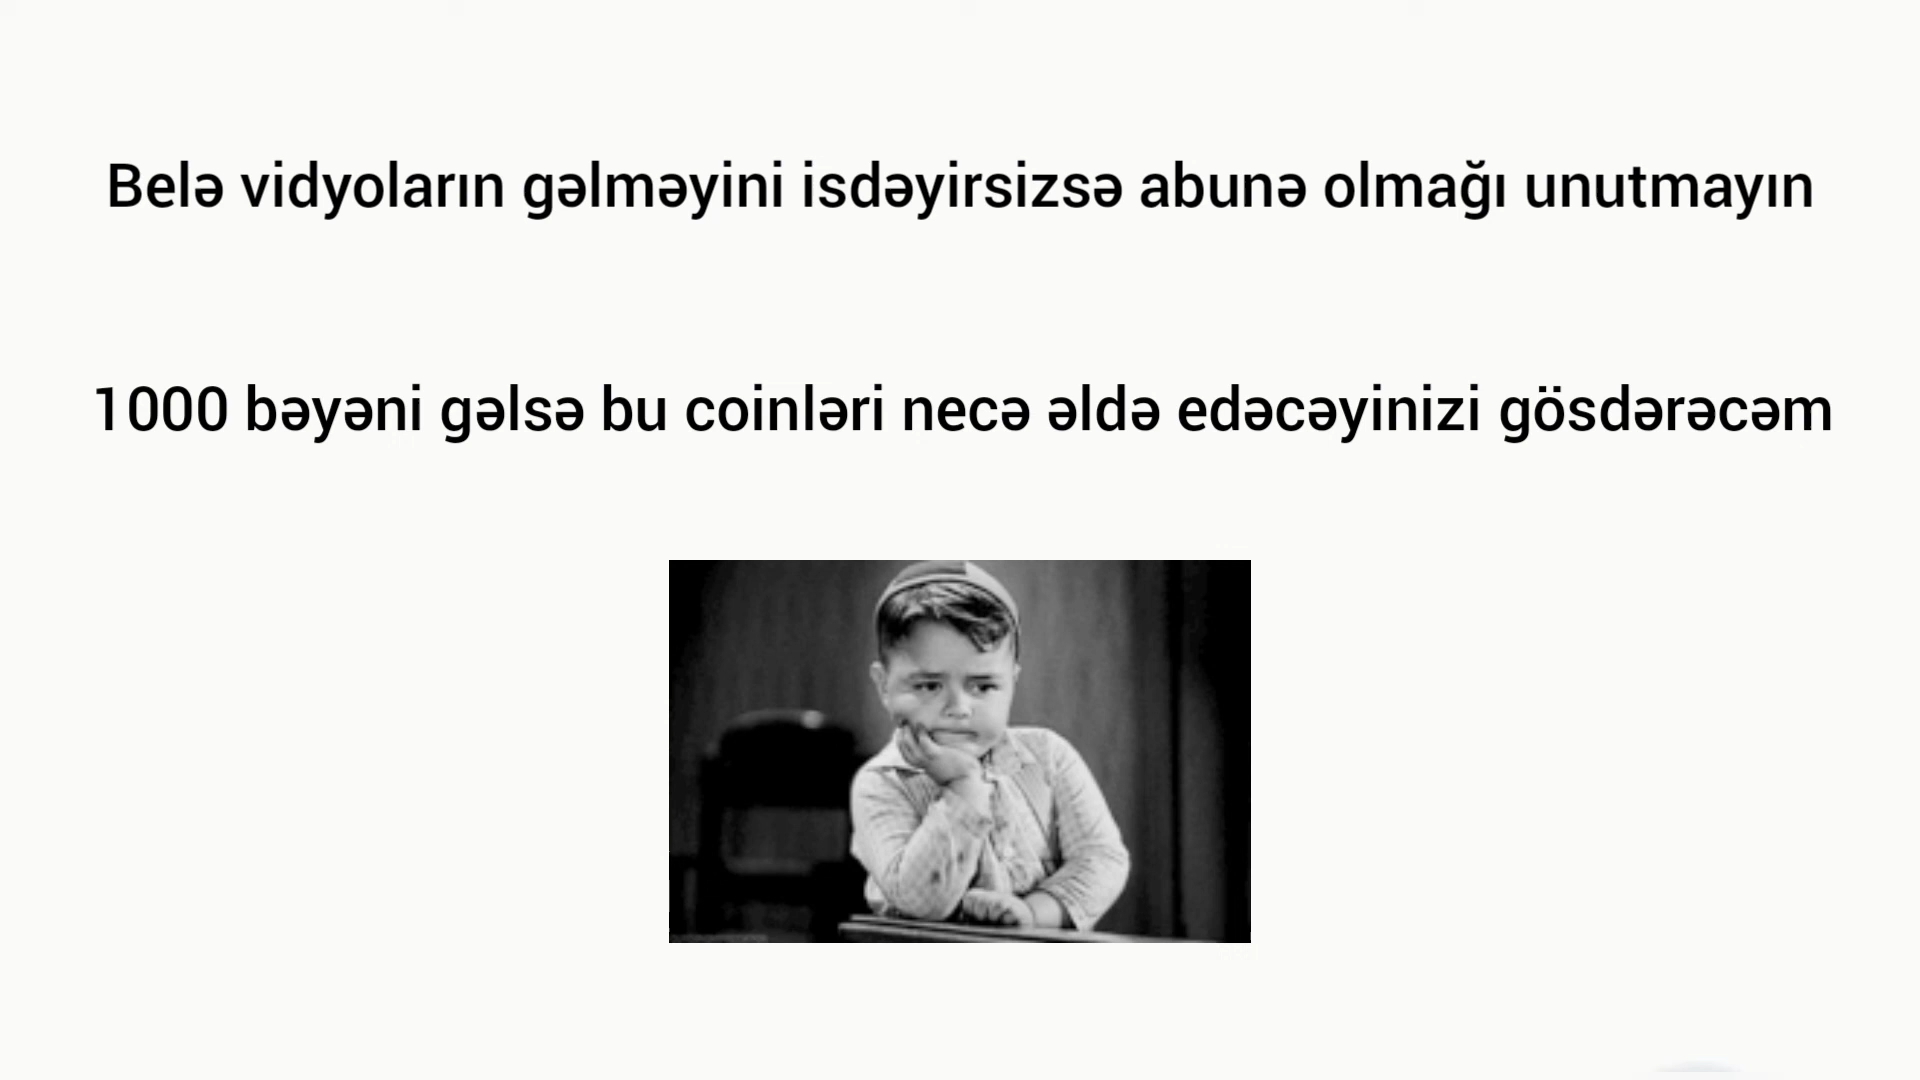 Belə vidyoların gəlməyini isdəyirsizsə abunə olmağı unutmayın
1000 bəyəni gəlsə bu coinləri necə əldə edəcəyinizi gösdərəcəm